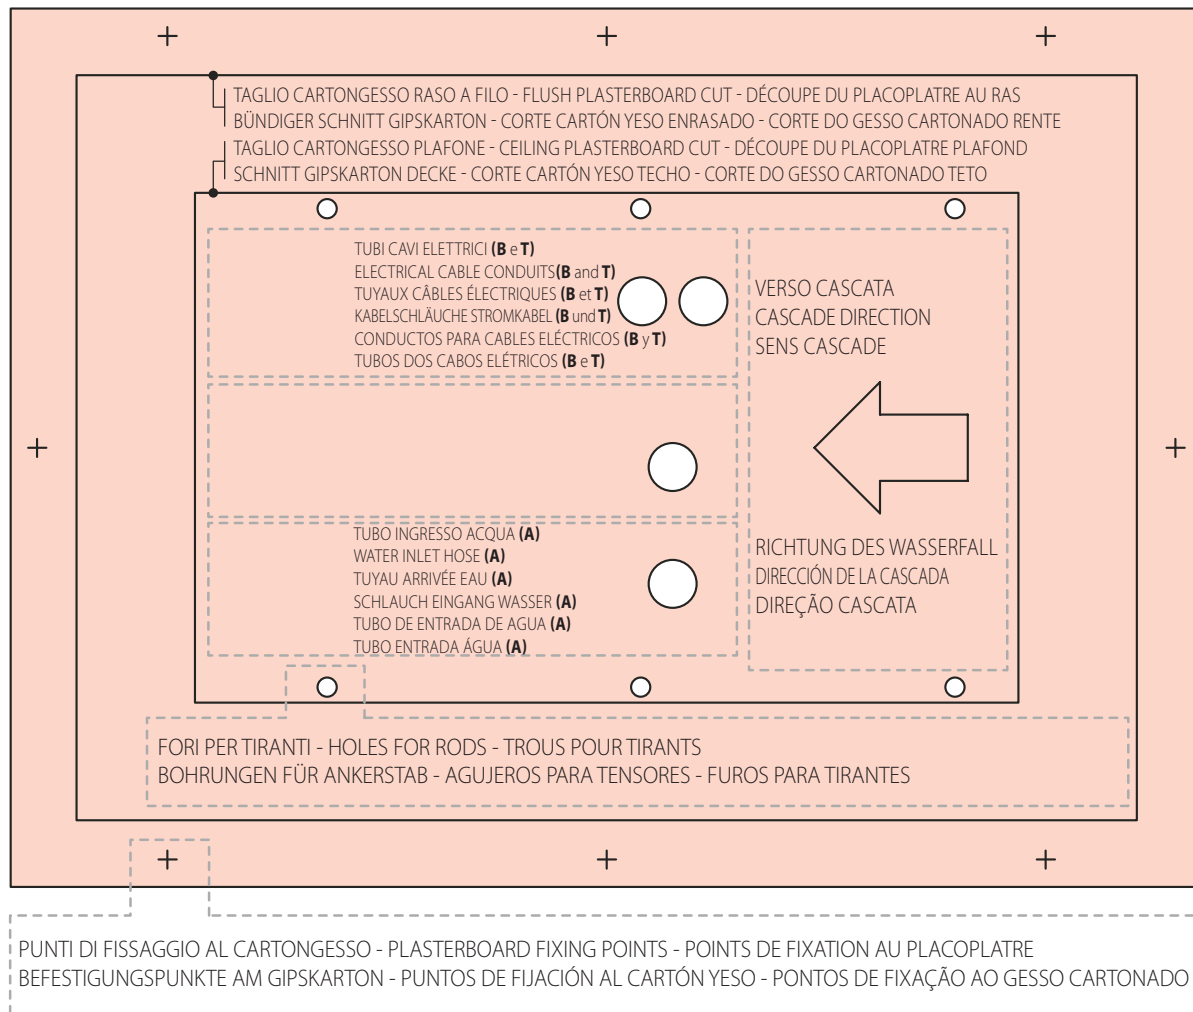 TAGLIO CARTONGESSO RASO A FILO - FLUSH PLASTERBOARD CUT - DÉCOUPE DU PLACOPLATRE AU RAS
BÜNDIGER SCHNITT GIPSKARTON - CORTE CARTÓN YESO ENRASADO - CORTE DO GESSO CARTONADO RENTE
TAGLIO CARTONGESSO PLAFONE - CEILING PLASTERBOARD CUT - DÉCOUPE DU PLACOPLATRE PLAFOND
SCHNITT GIPSKARTON DECKE - CORTE CARTÓN YESO TECHO - CORTE DO GESSO CARTONADO TETO
TUBI CAVI ELETTRICI (B e T)
ELECTRICAL CABLE CONDUITS(B and T)
TUYAUX CÂBLES ÉLECTRIQUES (B et T)
KABELSCHLÄUCHE STROMKABEL (B und T)
CONDUCTOS PARA CABLES ELÉCTRICOS (B y T)
TUBOS DOS CABOS ELÉTRICOS (B e T)
VERSO CASCATA
CASCADE DIRECTION
SENS CASCADE
TUBO INGRESSO ACQUA (A)
WATER INLET HOSE (A)
TUYAU ARRIVÉE EAU (A)
SCHLAUCH EINGANG WASSER (A)
TUBO DE ENTRADA DE AGUA (A)
TUBO ENTRADA ÁGUA (A)
RICHTUNG DES WASSERFALL
DIRECCIÓN DE LA CASCADA
DIREÇÃO CASCATA
FORI PER TIRANTI - HOLES FOR RODS - TROUS POUR TIRANTS
BOHRUNGEN FÜR ANKERSTAB - AGUJEROS PARA TENSORES - FUROS PARA TIRANTES
PUNTI DI FISSAGGIO AL CARTONGESSO - PLASTERBOARD FIXING POINTS - POINTS DE FIXATION AU PLACOPLATRE
BEFESTIGUNGSPUNKTE AM GIPSKARTON - PUNTOS DE FIJACIÓN AL CARTÓN YESO - PONTOS DE FIXAÇÃO AO GESSO CARTONADO